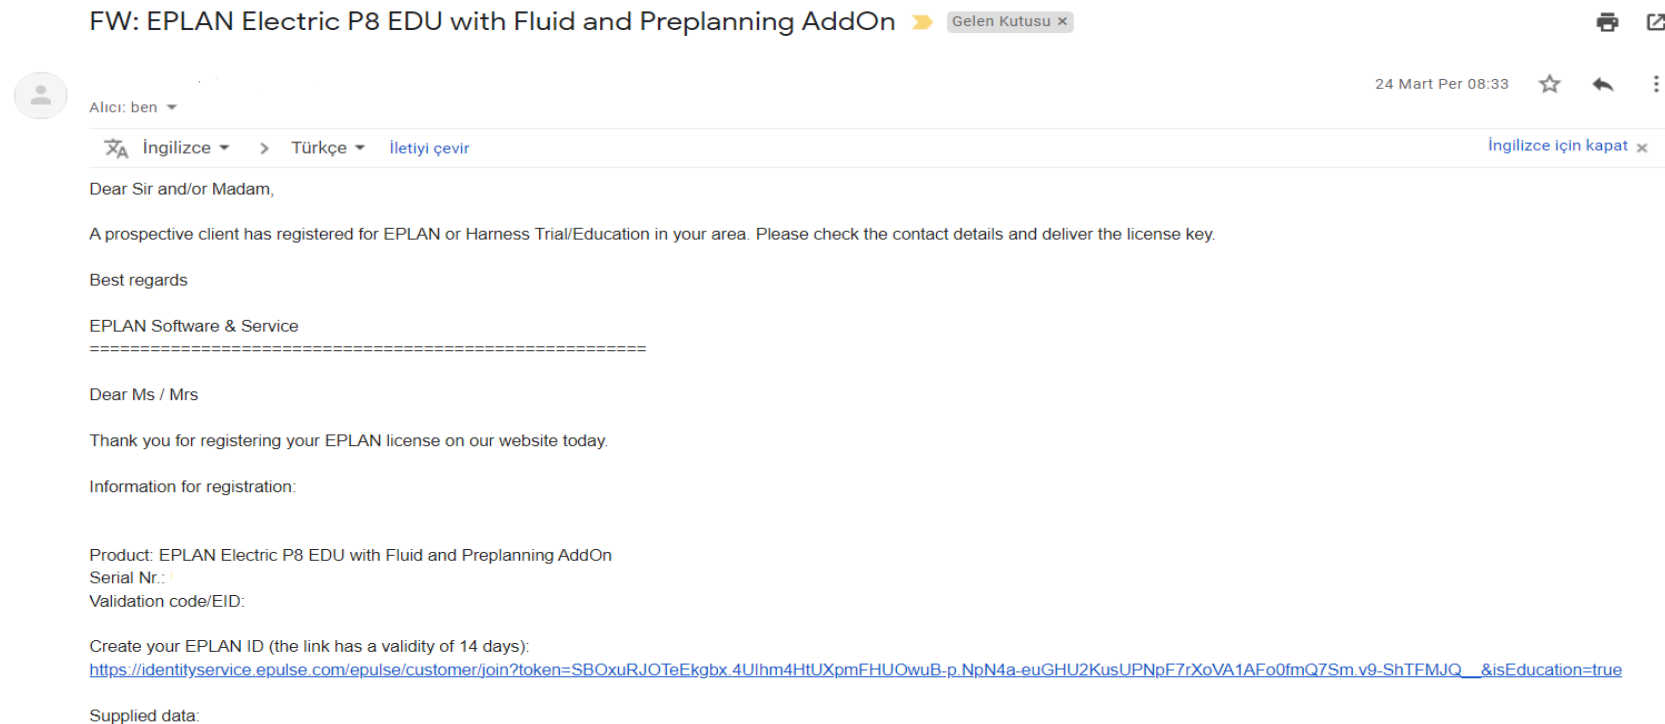 FW: EPLAN Electric P8 EDU with Fluid and Preplanning AddOn Gelen Kutusu ×
24 Mart Per 08:33
Alıcı: ben
İngilizce > Türkçe İletiyi çevir İngilizce için kapat ×
Dear Sir and/or Madam,
A prospective client has registered for EPLAN or Harness Trial/Education in your area. Please check the contact details and deliver the license key.
Best regards
EPLAN Software & Service
=======================================================
Dear Ms / Mrs
Thank you for registering your EPLAN license on our website today.
Information for registration:
Product: EPLAN Electric P8 EDU with Fluid and Preplanning AddOn
Serial Nr.:
Validation code/EID:
Create your EPLAN ID (the link has a validity of 14 days):
https://identityservice.epulse.com/epulse/customer/join?token=SBOxuRJOTeEkgbx.4UIhm4HtUXpmFHUOwuB-p.NpN4a-euGHU2KusUPNpF7rXoVA1AFo0fmQ7Sm.v9-ShTFMJQ__&isEducation=true
Supplied data: